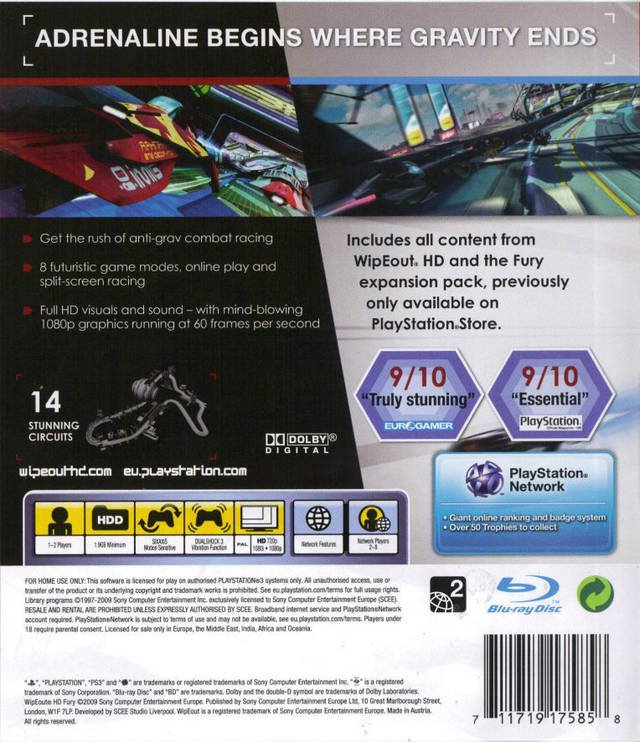 ADRENALINE BEGINS WHERE GRAVITY ENDS
Get the rush of anti-grav combat racing
8 futuristic game modes, online play and
split-screen racing
Full HD visuals and sound – with mind-blowing
1080p graphics running at 60 frames per second
Includes all content from
WipEout® HD and the Fury
expansion pack, previously
only available on
PlayStation®Store.
14
STUNNING
CIRCUITS
DOLBY®
DIGITAL
9/10
"Truly stunning"
EUROGAMER
9/10
"Essential"
PlayStation
wipeouthd.com eu.playstation.com
PlayStation®
Network
• Giant online ranking and badge system
• Over 50 Trophies to collect
1-2 Players
HDD
SIXAXIS
Motion Sensitive
DUALSHOCK 3
Vibration Function
PAL
HD 720p
1080i • 1080p
Network Features
Network Players
2-8
FOR HOME USE ONLY: This software is licensed for play on authorised PLAYSTATION®3 systems only. All unauthorised access, use or
transfer of the product or its underlying copyright and trademark works is prohibited. See eu.playstation.com/terms for full usage rights.
Library programs ©1997-2009 Sony Computer Entertainment Inc. exclusively licensed to Sony Computer Entertainment Europe (SCEE).
RESALE AND RENTAL ARE PROHIBITED UNLESS EXPRESSLY AUTHORISED BY SCEE. Broadband internet service and PlayStation®Network
account required. PlayStation®Network is subject to terms of use and may not be available, see eu.playstation.com/terms. Players under
18 require parental consent. Licensed for sale only in Europe, the Middle East, India, Africa and Oceania.
2
Blu-ray Disc
TM
", "PLAYSTATION", "PS3" and " " are trademarks or registered trademarks of Sony Computer Entertainment Inc. " " is a registered
trademark of Sony Corporation. "Blu-ray Disc" and "BD" are trademarks. Dolby and the double-D symbol are trademarks of Dolby Laboratories.
WipEout® HD Fury ©2009 Sony Computer Entertainment Europe. Published by Sony Computer Entertainment Europe Ltd, 10 Great Marlborough Street,
London, W1F 7LP. Developed by SCEE Studio Liverpool. WipEout is a registered trademark of Sony Computer Entertainment Europe. Made in Austria.
All rights reserved.
7 11719 17585 8